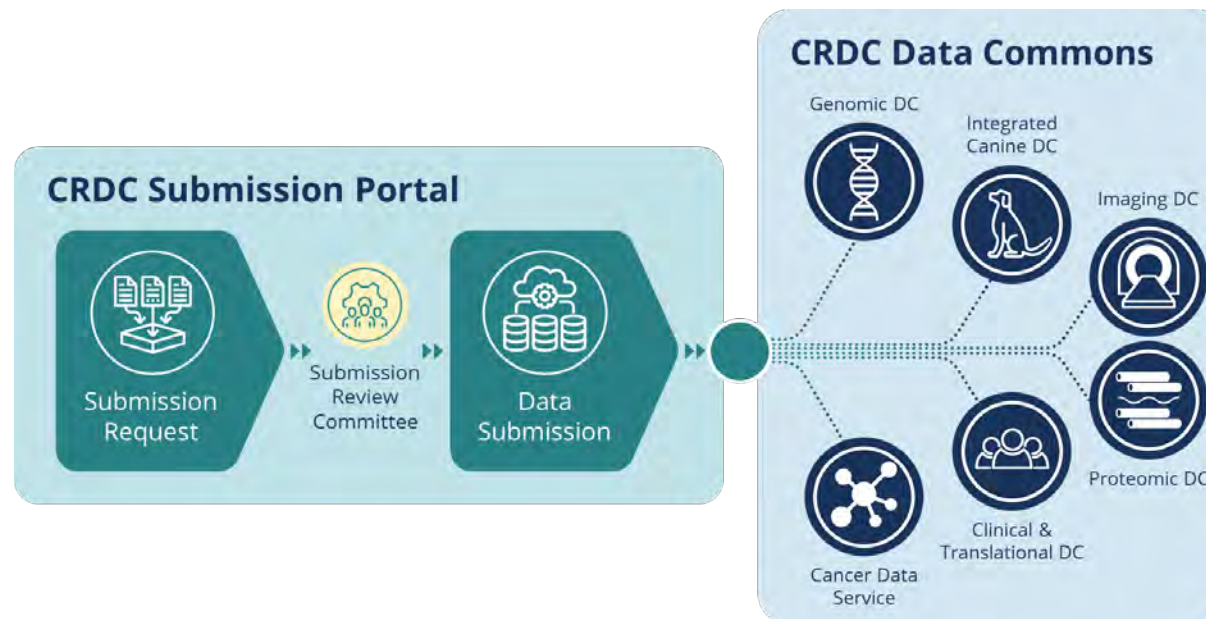 CRDC Submission Portal
Submission
Request
Submission
Review
Committee
Data
Submission
CRDC Data Commons
Genomic DC
Integrated
Canine DC
Imaging DC
Proteomic DC
Clinical &
Translational DC
Cancer Data
Service